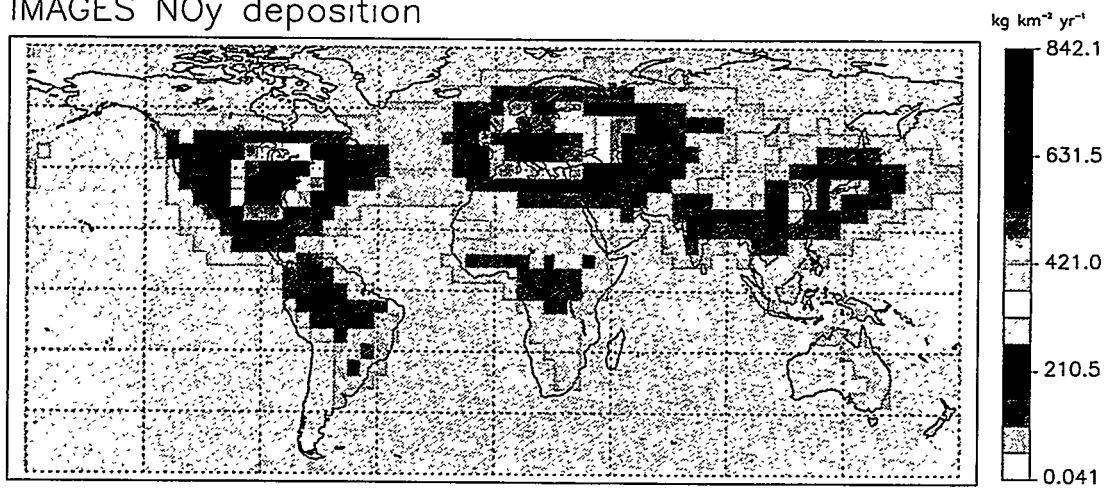 IMAGES NOy deposition
kg km⁻² yr⁻¹
842.1
631.5
421.0
210.5
0.041